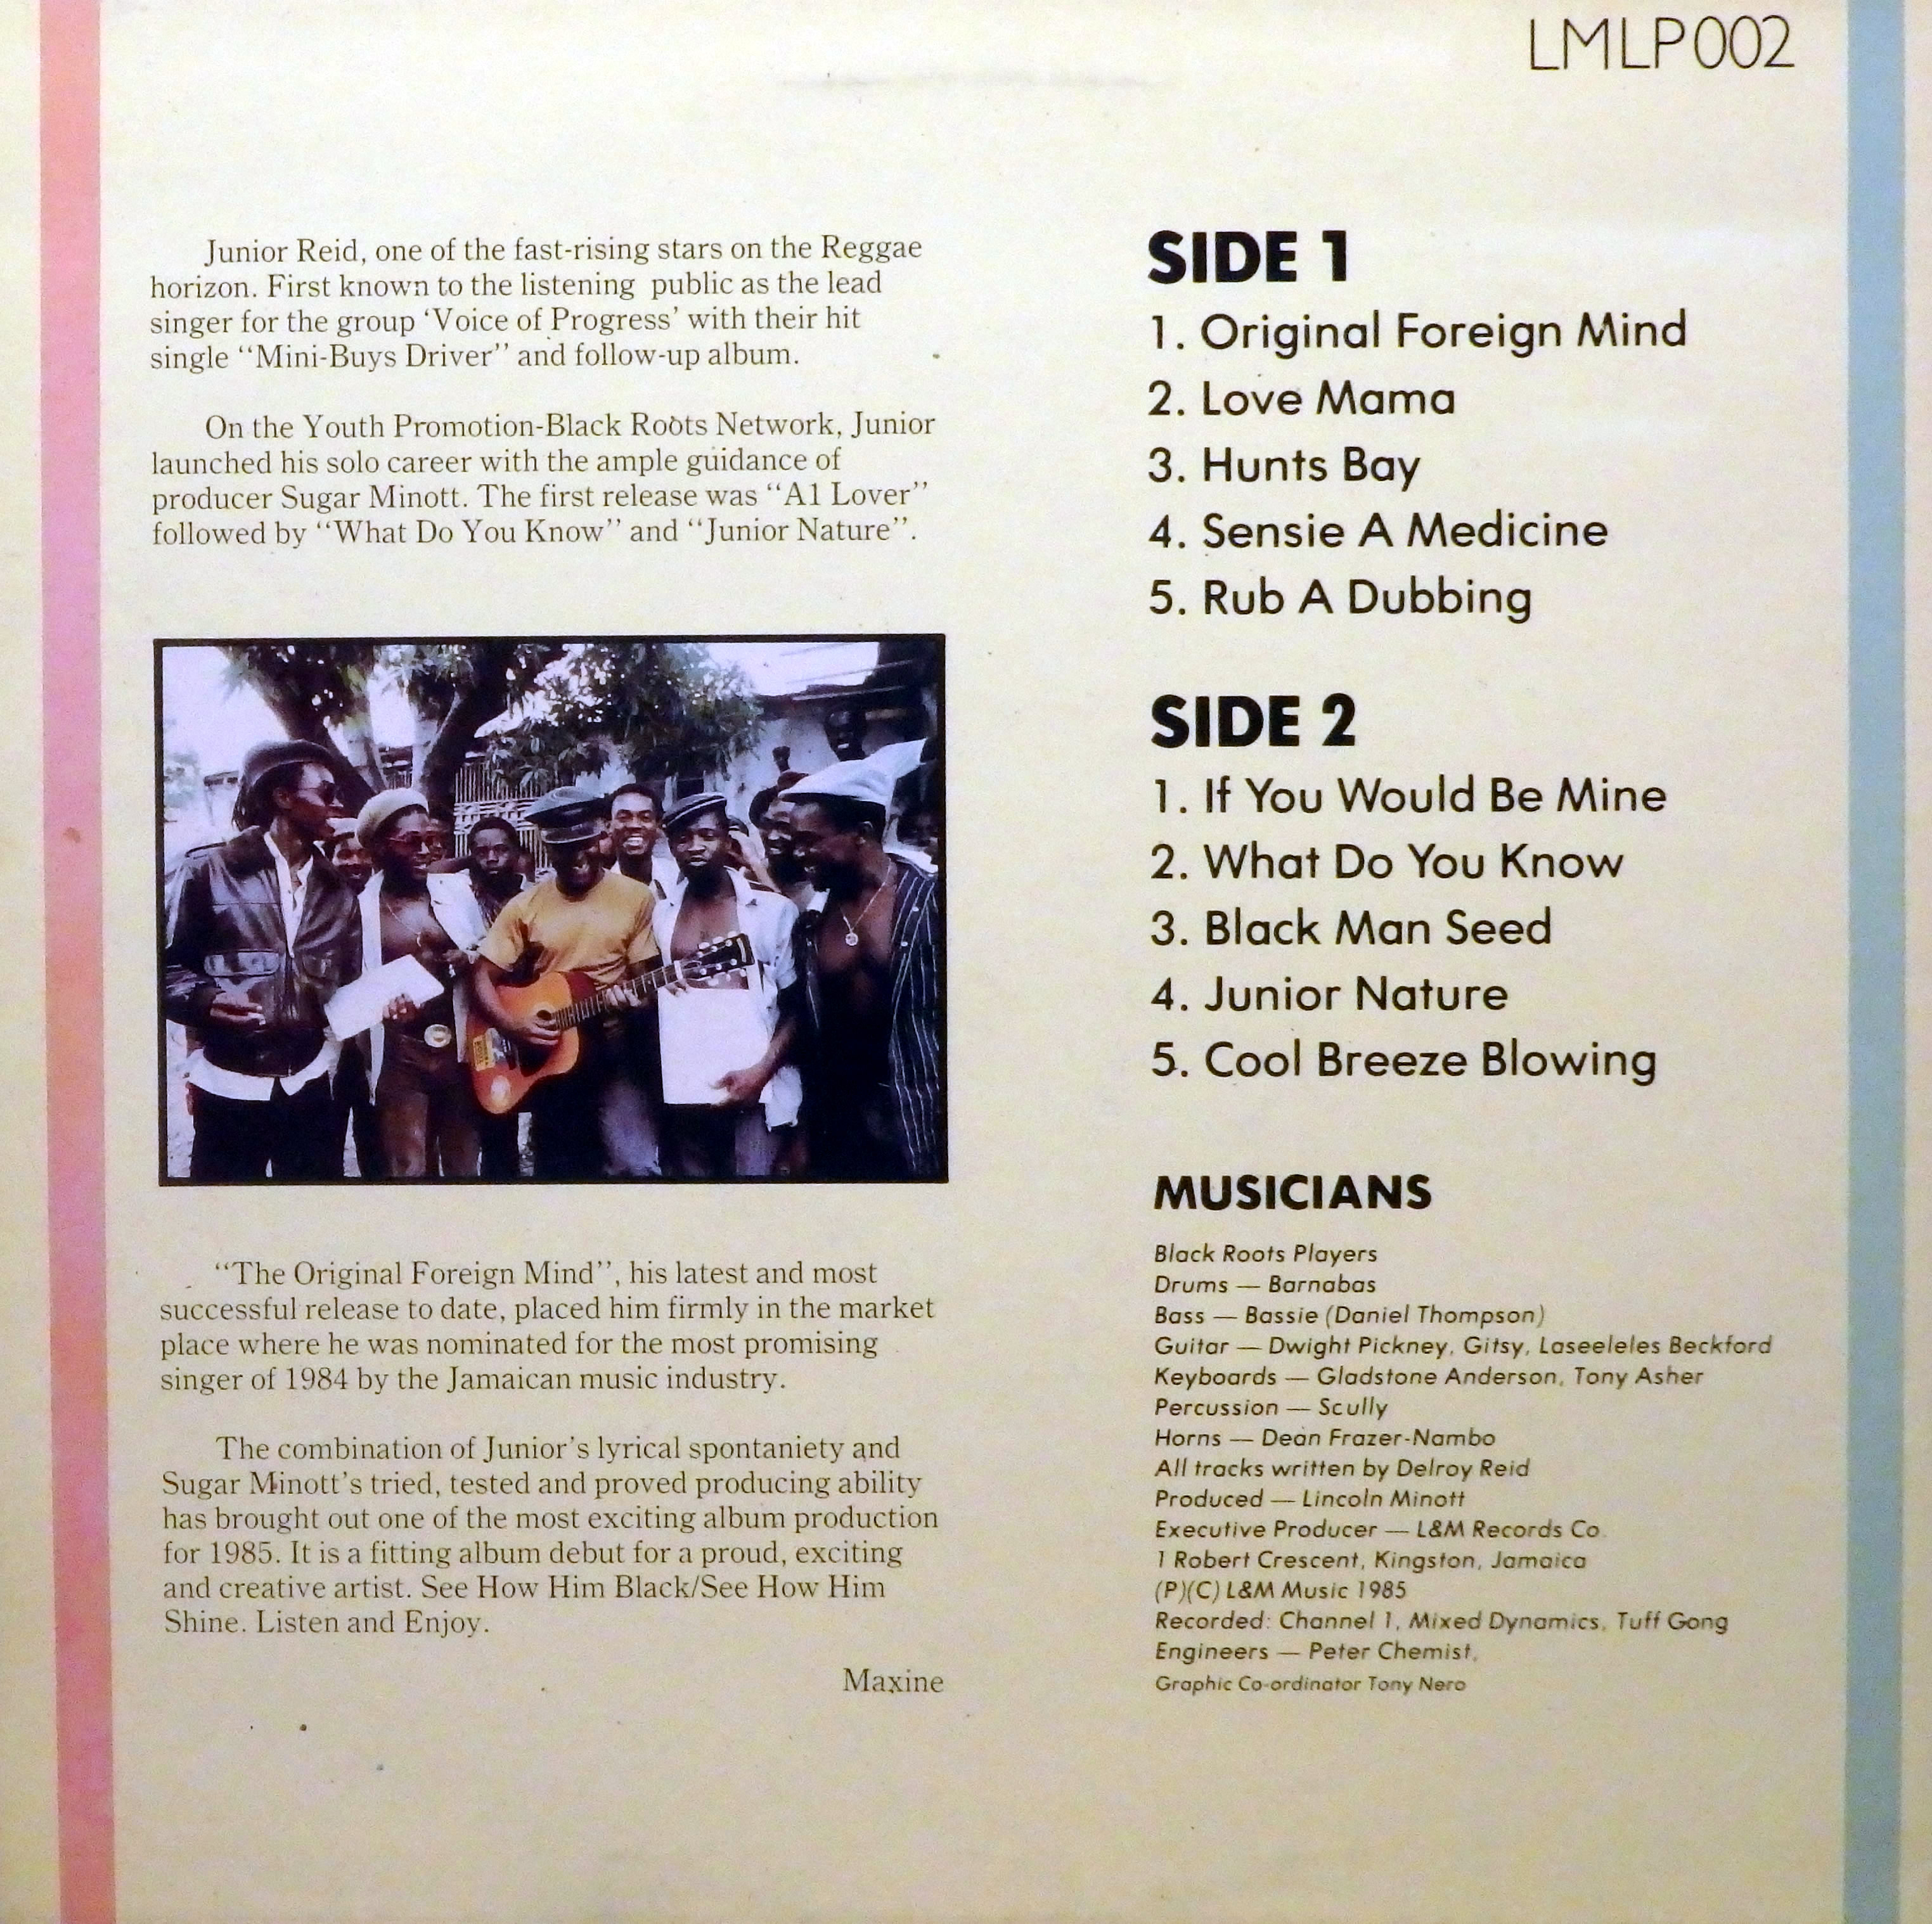 LMLP002
Junior Reid, one of the fast-rising stars on the Reggae
horizon. First known to the listening public as the lead
singer for the group ‘Voice of Progress’ with their hit
single “Mini-Buys Driver” and follow-up album.
On the Youth Promotion-Black Roots Network, Junior
launched his solo career with the ample guidance of
producer Sugar Minott. The first release was “A1 Lover”
followed by “What Do You Know” and “Junior Nature”.
“The Original Foreign Mind”, his latest and most
successful release to date, placed him firmly in the market
place where he was nominated for the most promising
singer of 1984 by the Jamaican music industry.
The combination of Junior’s lyrical spontaniety and
Sugar Minott’s tried, tested and proved producing ability
has brought out one of the most exciting album production
for 1985. It is a fitting album debut for a proud, exciting
and creative artist. See How Him Black/See How Him
Shine. Listen and Enjoy.
Maxine
SIDE 1
1. Original Foreign Mind
2. Love Mama
3. Hunts Bay
4. Sensie A Medicine
5. Rub A Dubbing
SIDE 2
1. If You Would Be Mine
2. What Do You Know
3. Black Man Seed
4. Junior Nature
5. Cool Breeze Blowing
MUSICIANS
Black Roots Players
Drums — Barnabas
Bass — Bassie (Daniel Thompson)
Guitar — Dwight Pickney, Gitsy, Laseeleles Beckford
Keyboards — Gladstone Anderson, Tony Asher
Percussion — Scully
Horns — Dean Frazer-Nambo
All tracks written by Delroy Reid
Produced — Lincoln Minott
Executive Producer — L&M Records Co.
1 Robert Crescent, Kingston, Jamaica
(P)(C) L&M Music 1985
Recorded: Channel 1, Mixed Dynamics, Tuff Gong
Engineers — Peter Chemist,
Graphic Co-ordinator Tony Nero